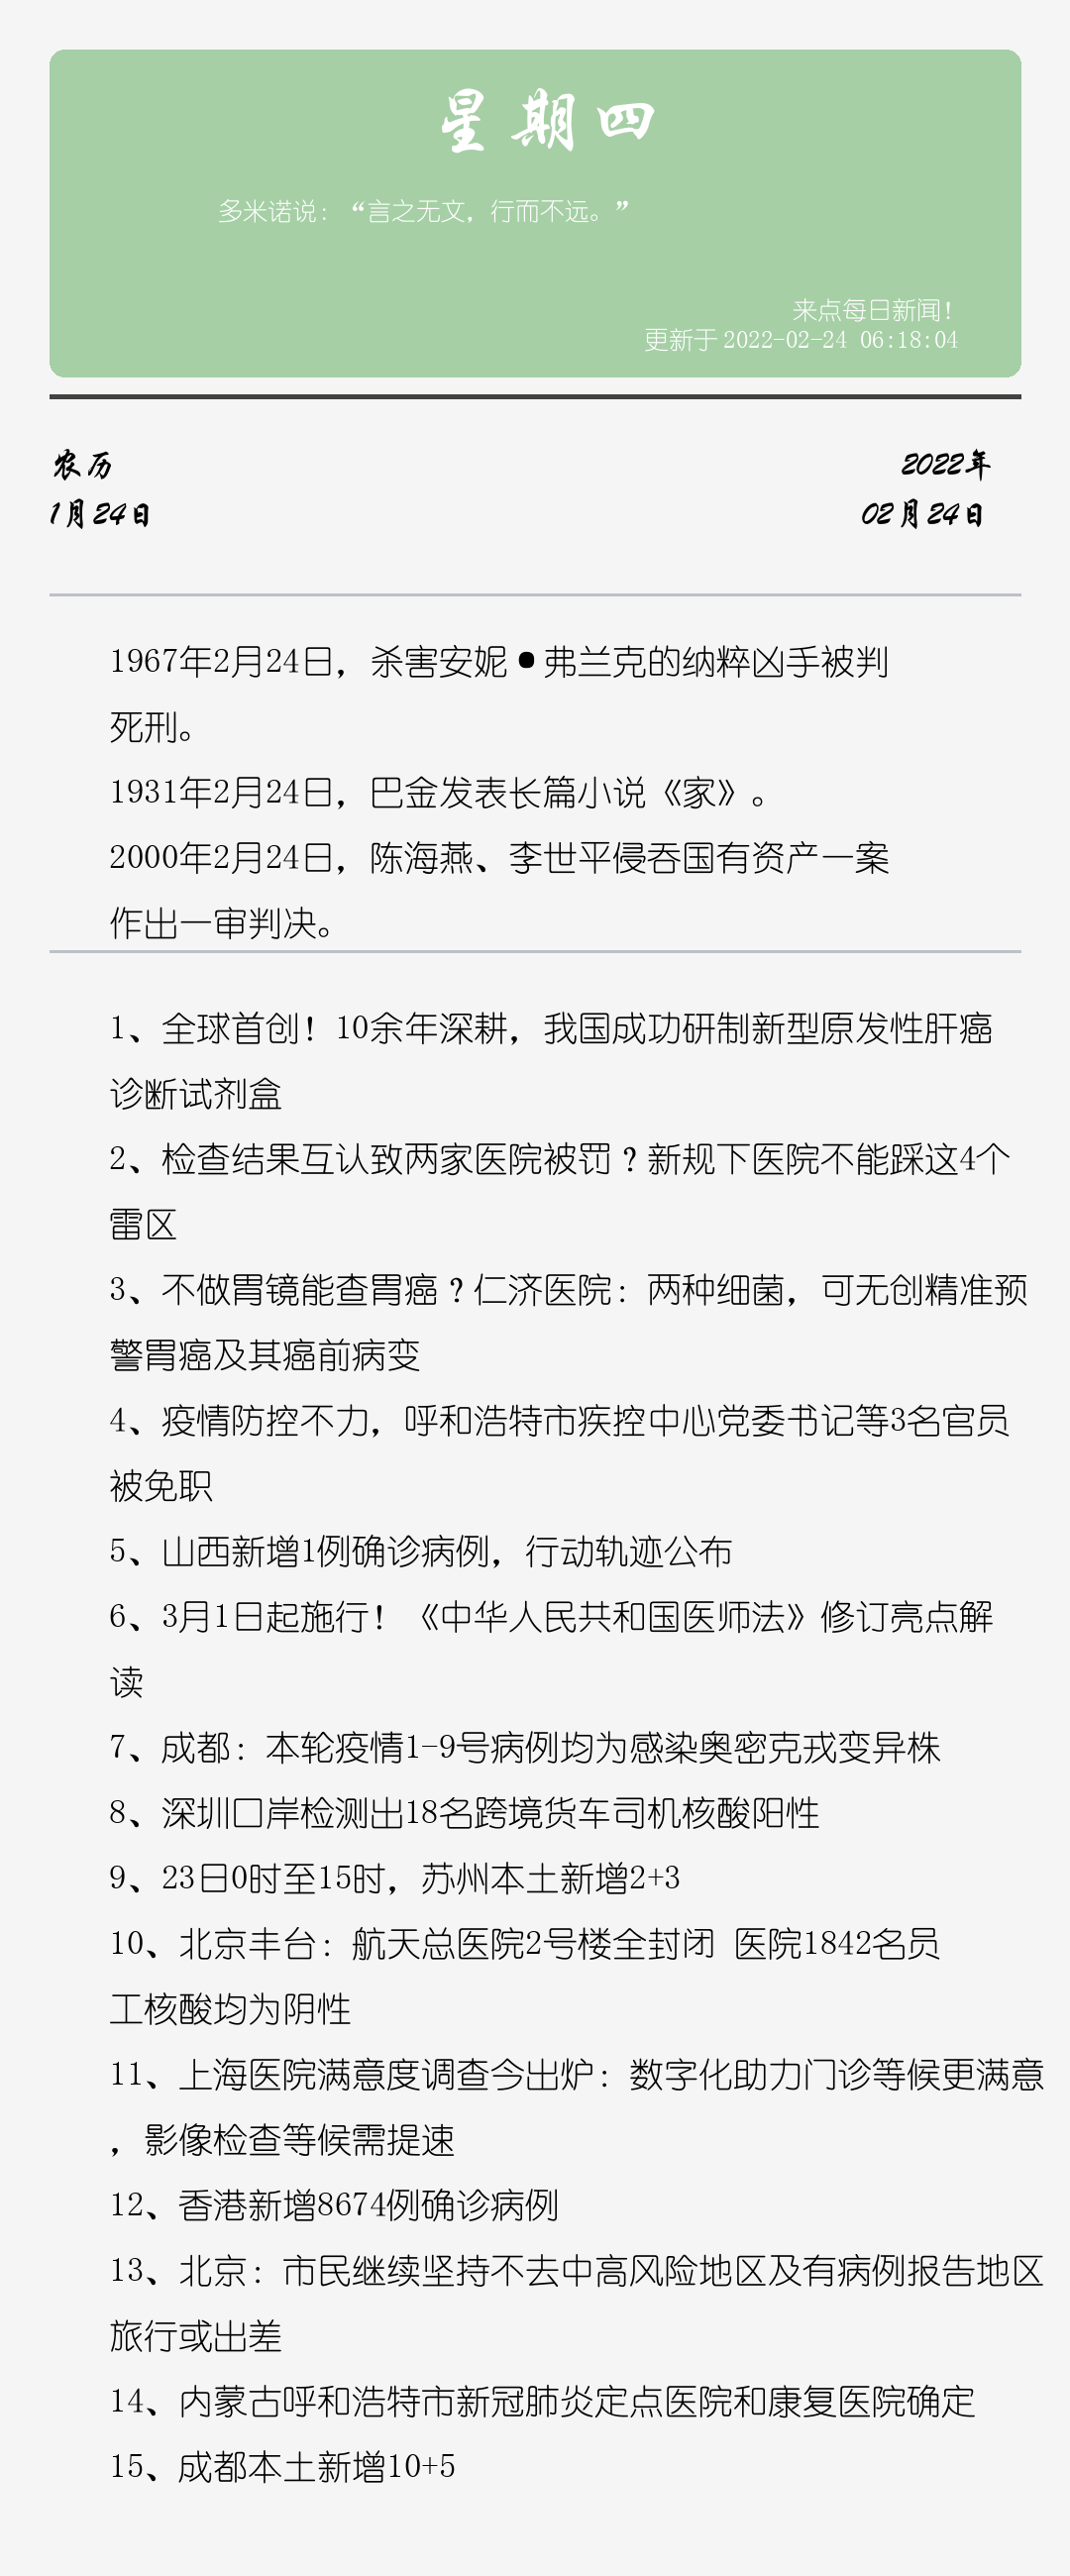 星期四
多米诺说：“言之无文，行而不远。”
来点每日新闻！
更新于 2022-02-24 06:18:04
农历
2022年
1月24日
02月24日
1967年2月24日，杀害安妮•弗兰克的纳粹凶手被判
死刑。
1931年2月24日，巴金发表长篇小说《家》。
2000年2月24日，陈海燕、李世平侵吞国有资产一案
作出一审判决。
1、全球首创！10余年深耕，我国成功研制新型原发性肝癌
诊断试剂盒
2、检查结果互认致两家医院被罚？新规下医院不能踩这4个
雷区
3、不做胃镜能查胃癌？仁济医院：两种细菌，可无创精准预
警胃癌及其癌前病变
4、疫情防控不力，呼和浩特市疾控中心党委书记等3名官员
被免职
5、山西新增1例确诊病例，行动轨迹公布
6、3月1日起施行！《中华人民共和国医师法》修订亮点解
读
7、成都：本轮疫情1-9号病例均为感染奥密克戎变异株
8、深圳口岸检测出18名跨境货车司机核酸阳性
9、23日0时至15时，苏州本土新增2+3
10、北京丰台：航天总医院2号楼全封闭 医院1842名员
工核酸均为阴性
11、上海医院满意度调查今出炉：数字化助力门诊等候更满意
，影像检查等候需提速
12、香港新增8674例确诊病例
13、北京：市民继续坚持不去中高风险地区及有病例报告地区
旅行或出差
14、内蒙古呼和浩特市新冠肺炎定点医院和康复医院确定
15、成都本土新增10+5